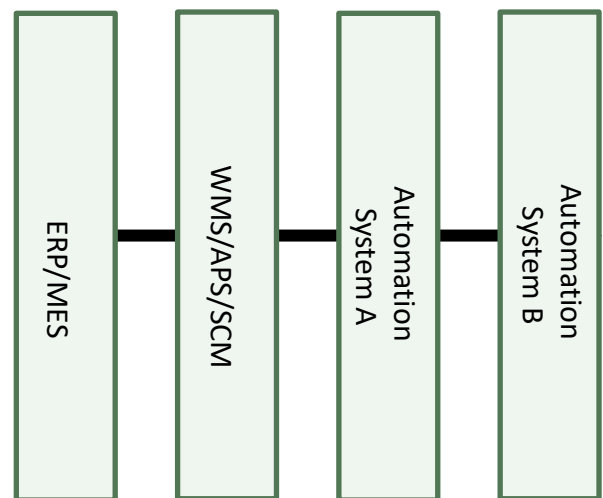 ERP/MES
WMS/APS/SCM
Automation
System A
Automation
System B